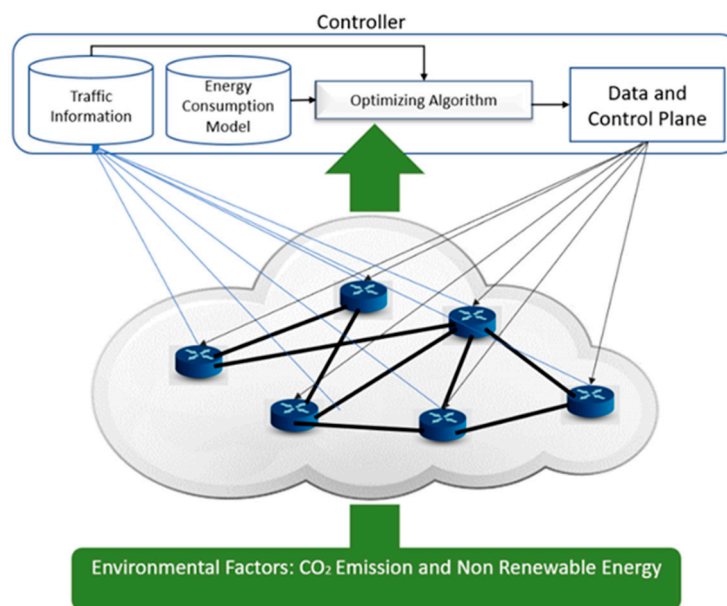 Controller
Traffic
Information
Energy
Consumption
Model
Optimizing Algorithm
Data and
Control Plane
Environmental Factors: CO₂ Emission and Non Renewable Energy